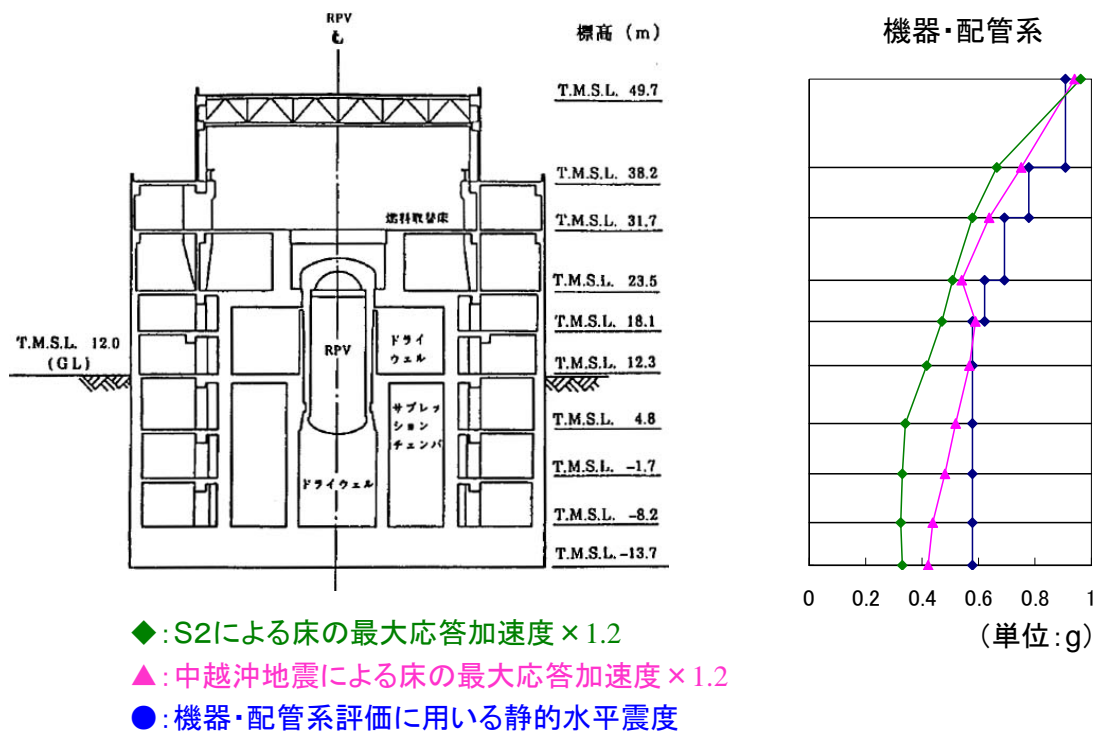 RPV
℄
標高 (m)
T.M.S.L. 49.7
T.M.S.L. 38.2
燃料取替床
T.M.S.L. 31.7
T.M.S.L. 23.5
T.M.S.L. 18.1
T.M.S.L. 12.0
(GL)
RPV
ドライ
ウェル
T.M.S.L. 12.3
サプレッ
ション
チェンバ
T.M.S.L. 4.8
T.M.S.L. -1.7
ドライウェル
T.M.S.L. -8.2
T.M.S.L.-13.7
機器・配管系
0 0.2 0.4 0.6 0.8 1
(単位:g)
◆:S2による床の最大応答加速度×1.2
▲:中越沖地震による床の最大応答加速度×1.2
●:機器・配管系評価に用いる静的水平震度